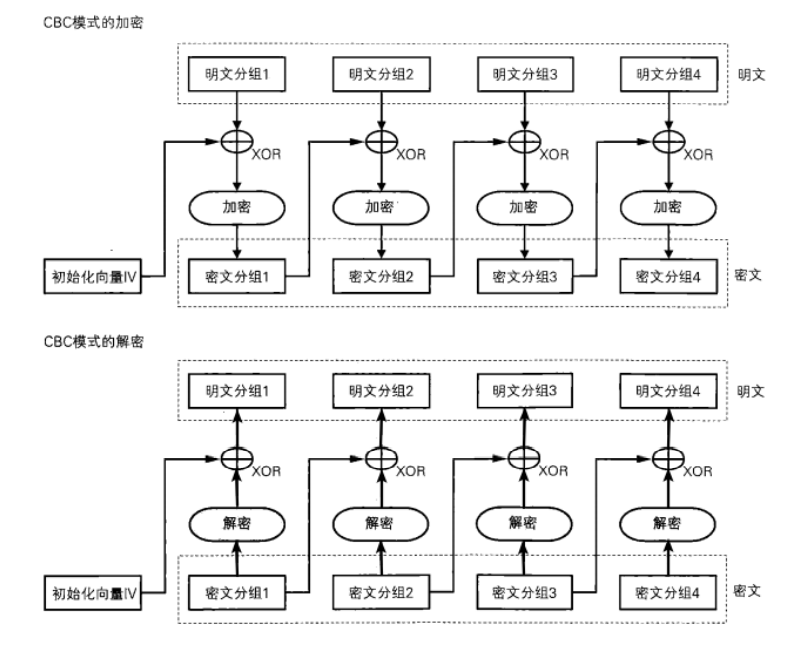 CBC模式的加密
明文分组1 明文分组2 明文分组3 明文分组4 明文
XOR XOR XOR XOR
加密 加密 加密 加密
初始化向量IV 密文分组1 密文分组2 密文分组3 密文分组4 密文
CBC模式的解密
明文分组1 明文分组2 明文分组3 明文分组4 明文
XOR XOR XOR XOR
解密 解密 解密 解密
初始化向量IV 密文分组1 密文分组2 密文分组3 密文分组4 密文